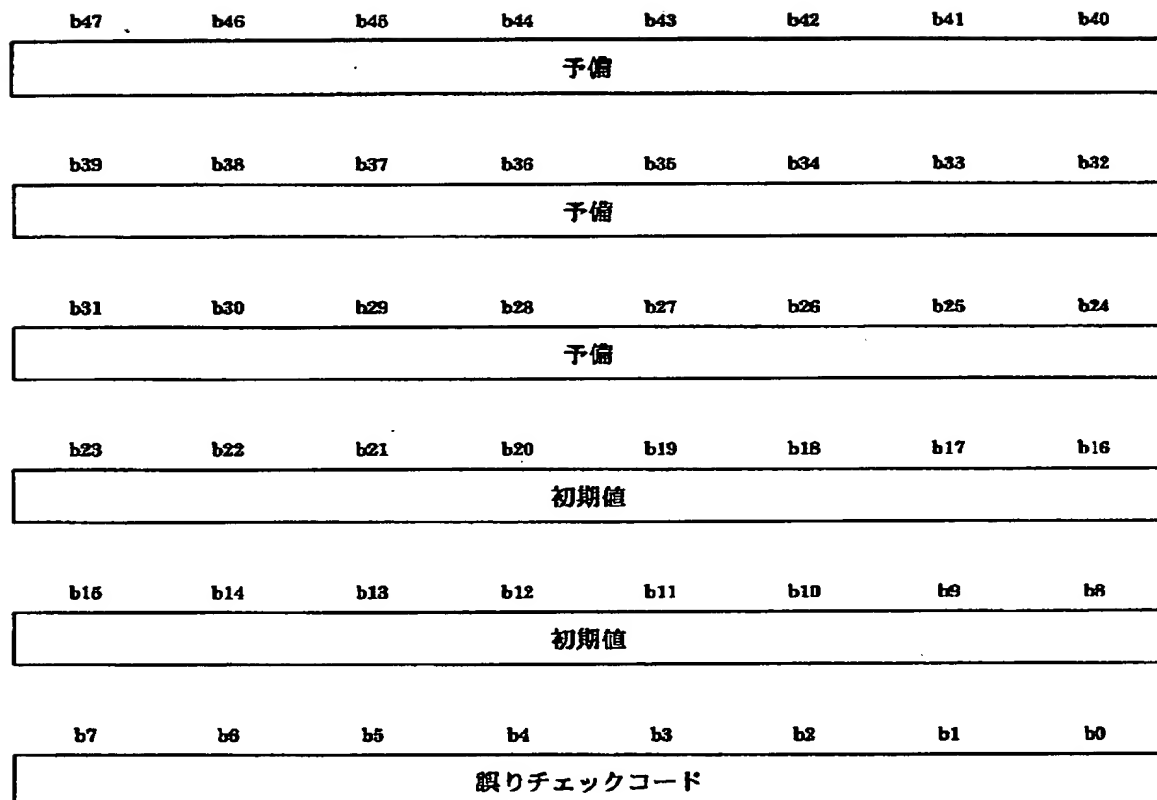 b47 b46 b45 b44 b43 b42 b41 b40
予備
b39 b38 b37 b36 b35 b34 b33 b32
予備
b31 b30 b29 b28 b27 b26 b25 b24
予備
b23 b22 b21 b20 b19 b18 b17 b16
初期値
b15 b14 b13 b12 b11 b10 b9 b8
初期値
b7 b6 b5 b4 b3 b2 b1 b0
誤りチェックコード